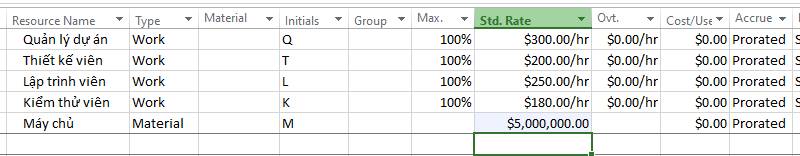 Resource Name Type Material Initials Group Max. Std. Rate Ovt. Cost/Use Accrue
Quản lý dự án Work Q 100% $300.00/hr $0.00/hr $0.00 Prorated
Thiết kế viên Work T 100% $200.00/hr $0.00/hr $0.00 Prorated
Lập trình viên Work L 100% $250.00/hr $0.00/hr $0.00 Prorated
Kiểm thử viên Work K 100% $180.00/hr $0.00/hr $0.00 Prorated
Máy chủ Material M $5,000,000.00 $0.00 Prorated